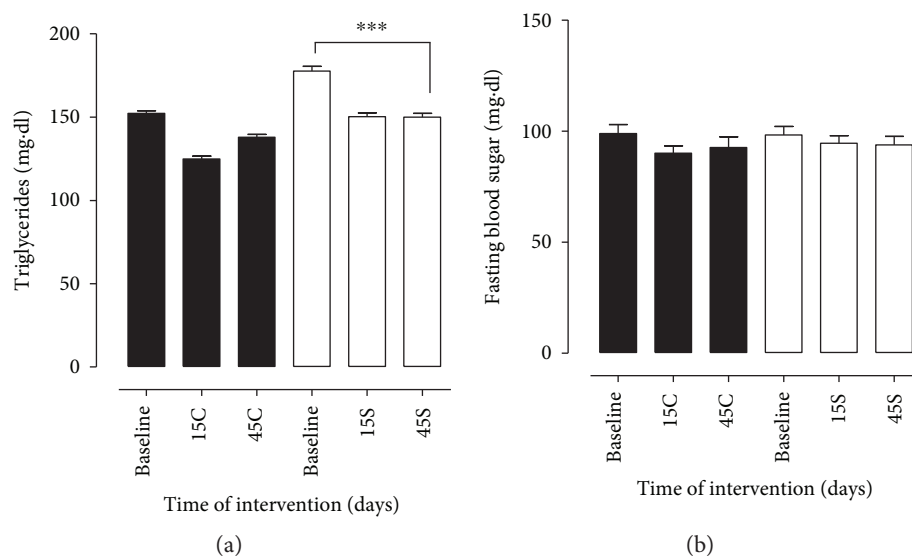 200
150
100
50
0
Triglycerides (mg·dl)
***
Baseline
15C
45C
Baseline
15S
45S
Time of intervention (days)
(a)
150
100
50
0
Fasting blood sugar (mg·dl)
Baseline
15C
45C
Baseline
15S
45S
Time of intervention (days)
(b)